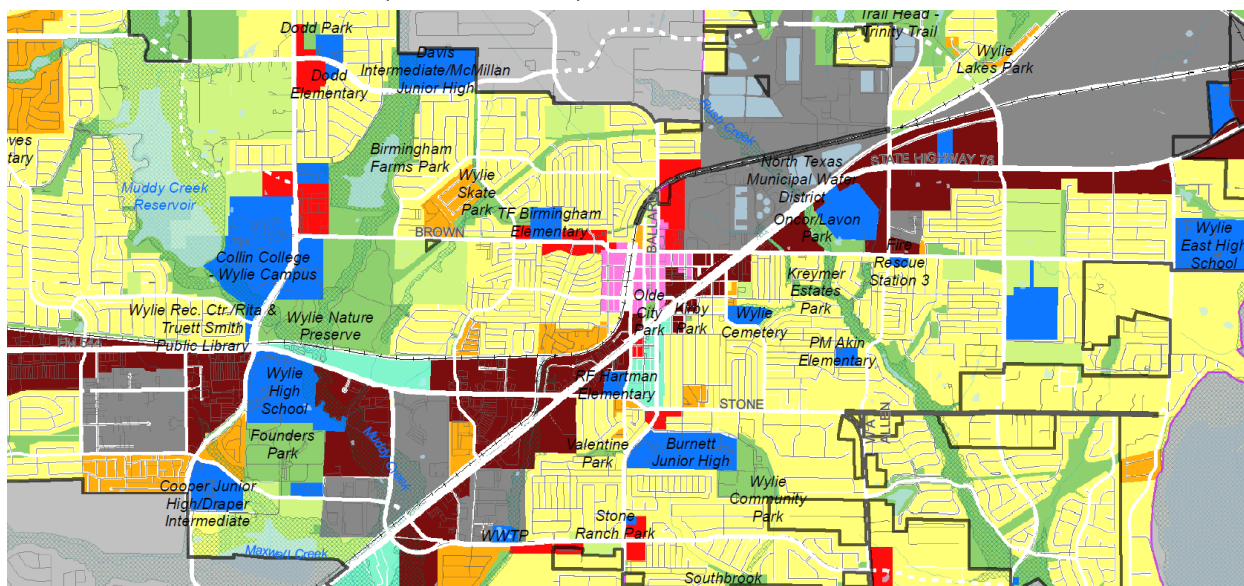 Dodd Park
Trail Head -
Trinity Trail
Wylie
Lakes Park
Davis
Intermediate/McMillan
Junior High
Dodd
Elementary
Rush Creek
Birmingham
Farms Park
North Texas
Municipal Water
District
STATE HIGHWAY 78
Muddy Creek
Reservoir
Wylie
Skate
Park
TF Birmingham
Elementary
BROWN
BALLARD
Oncor/Lavon
Park
Wylie
East High
School
Collin College
- Wylie Campus
Fire
Rescue
Station 3
Kreymer
Estates
Park
Olde
City
Park
Kirby
Park
Wylie
Cemetery
Wylie Rec. Ctr./Rita &
Truett Smith
Public Library
Wylie Nature
Preserve
PM Akin
Elementary
Wylie
High
School
RF Hartman
Elementary
STONE
Founders
Park
Muddy Creek
Valentine
Park
Burnett
Junior High
Wylie
Community
Park
Cooper Junior
High/Draper
Intermediate
Maxwell Creek
WWTP
Stone
Ranch Park
Southbrook